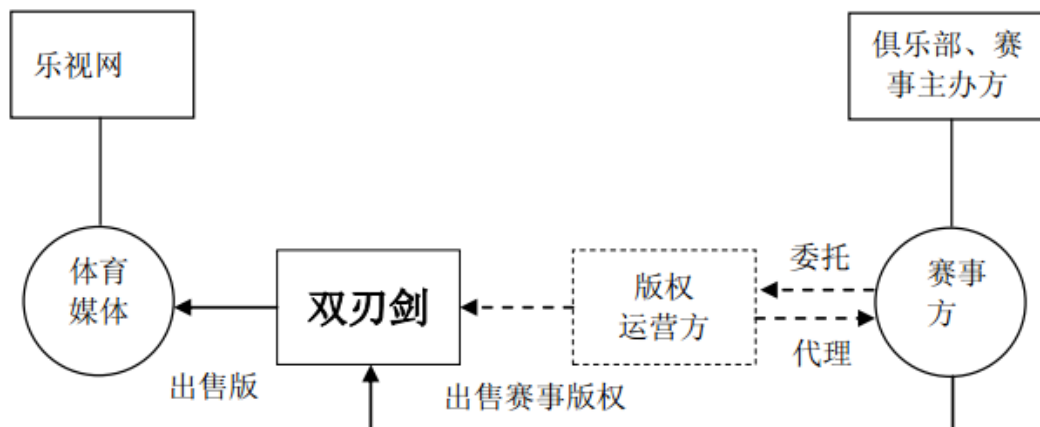 乐视网
俱乐部、赛
事主办方
体育
媒体
双刃剑
版权
运营方
委托
代理
赛事
方
出售版
出售赛事版权